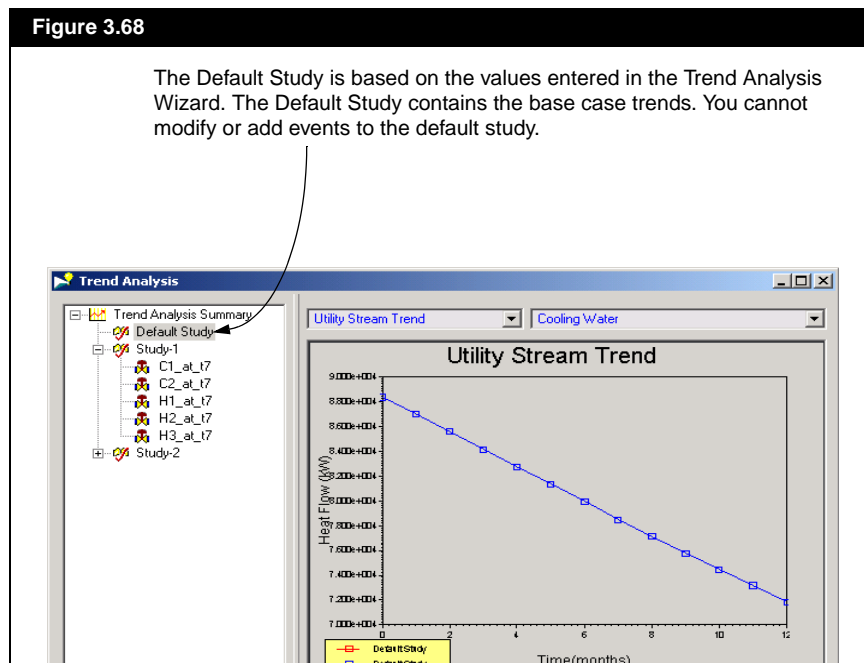 Figure 3.68
The Default Study is based on the values entered in the Trend Analysis
Wizard. The Default Study contains the base case trends. You cannot
modify or add events to the default study.
Trend Analysis
Trend Analysis Summary
Default Study
Study-1
C1_at_t7
C2_at_t7
H1_at_t7
H2_at_t7
H3_at_t7
Study-2
Utility Stream Trend
Cooling Water
Utility Stream Trend
Heat Flow (kW)
9.000e+004
8.800e+004
8.600e+004
8.400e+004
8.200e+004
8.000e+004
7.800e+004
7.600e+004
7.400e+004
7.200e+004
7.000e+004
0 2 4 6 8 10 12
Time(months)
DefaultStudy
DefaultStudy